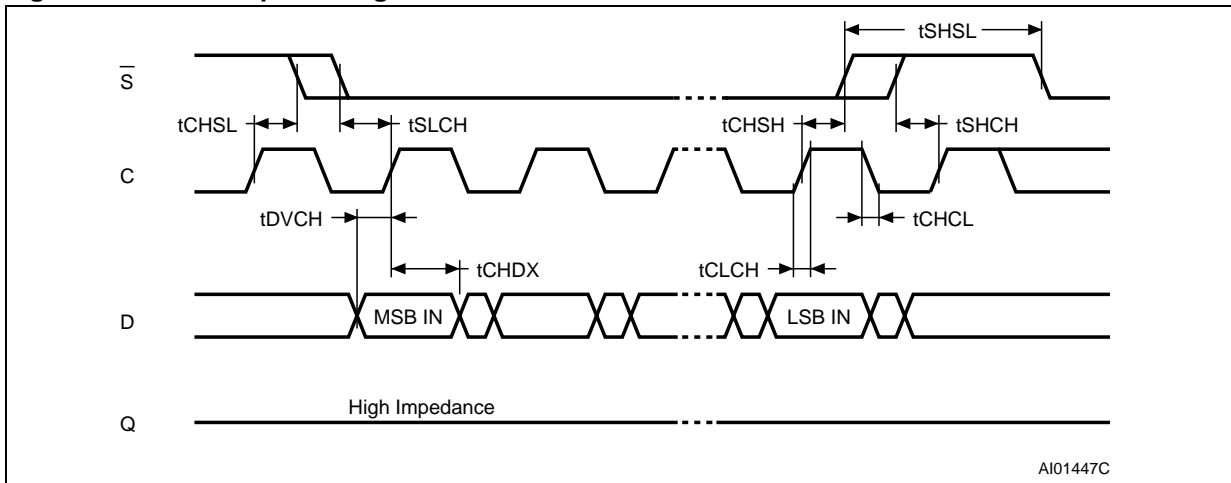 tSHSL
S
tCHSL
tSLCH
tCHSH
tSHCH
C
tDVCH
tCHCL
tCHDX
tCLCH
D
MSB IN
LSB IN
High Impedance
Q
AI01447C